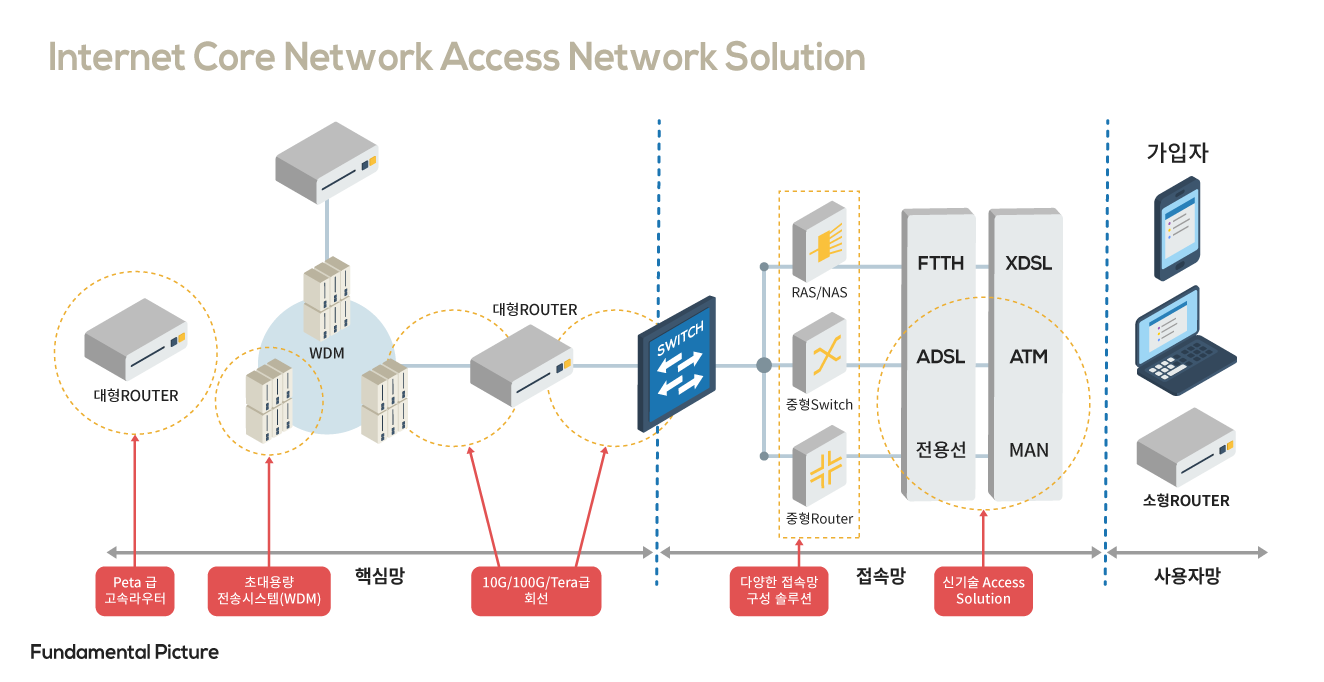 Internet Core Network Access Network Solution
가입자
FTTH
XDSL
RAS/NAS
대형ROUTER
SWITCH
WDM
ADSL
ATM
대형ROUTER
중형Switch
전용선
MAN
소형ROUTER
중형Router
핵심망
접속망
사용자망
Peta 급
고속라우터
초대용량
전송시스템(WDM)
10G/100G/Tera급
회선
다양한 접속망
구성 솔루션
신기술 Access
Solution
Fundamental Picture